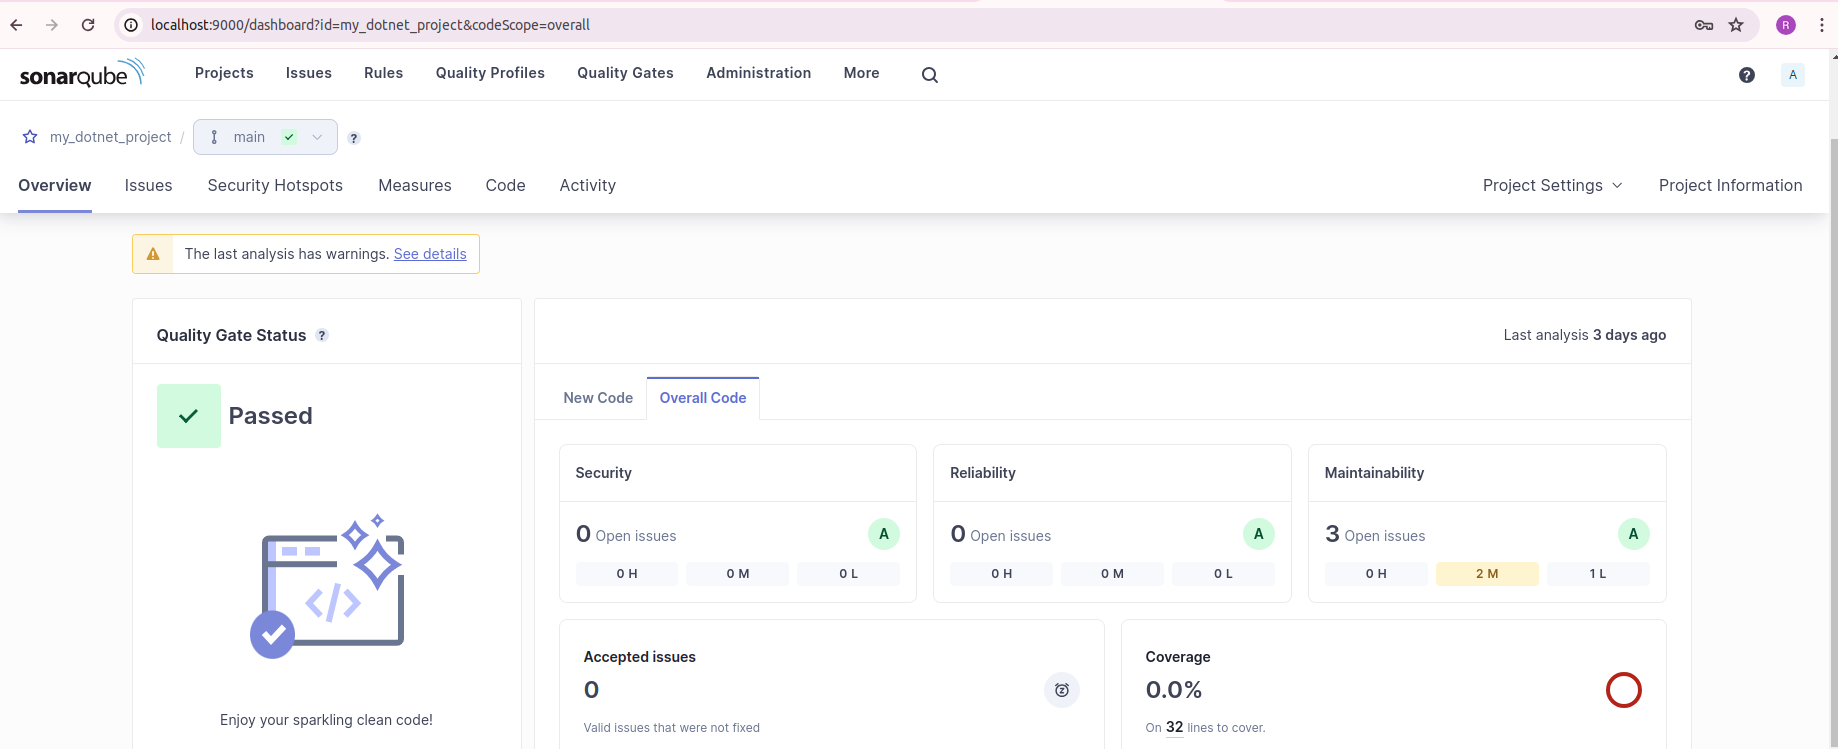 localhost:9000/dashboard?id=my_dotnet_project&codeScope=overall
R
sonarqube
Projects
Issues
Rules
Quality Profiles
Quality Gates
Administration
More
?
A
my_dotnet_project / main
?
Overview
Issues
Security Hotspots
Measures
Code
Activity
Project Settings
Project Information
The last analysis has warnings. See details
Quality Gate Status ?
Passed
Enjoy your sparkling clean code!
Last analysis 3 days ago
New Code
Overall Code
Security
0 Open issues
A
0 H
0 M
0 L
Reliability
0 Open issues
A
0 H
0 M
0 L
Maintainability
3 Open issues
A
0 H
2 M
1 L
Accepted issues
0
Valid issues that were not fixed
Coverage
0.0%
On 32 lines to cover.